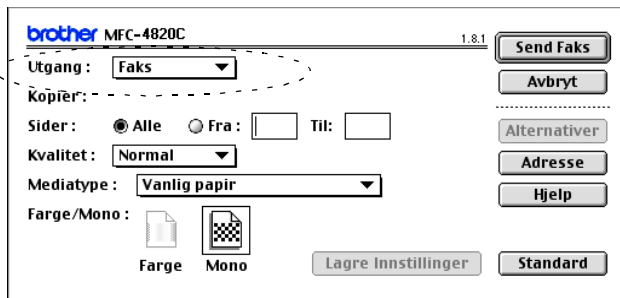 brother MFC-4820C 1.8.1 Send Faks
Utgang : Faks
Avbryt
Kopier :
Sider : Alle Fra : Til: Alternativer
Kvalitet : Normal Adresse
Mediatype : Vanlig papir Hjelp
Farge/Mono :
Farge Mono Lagre Innstillinger Standard